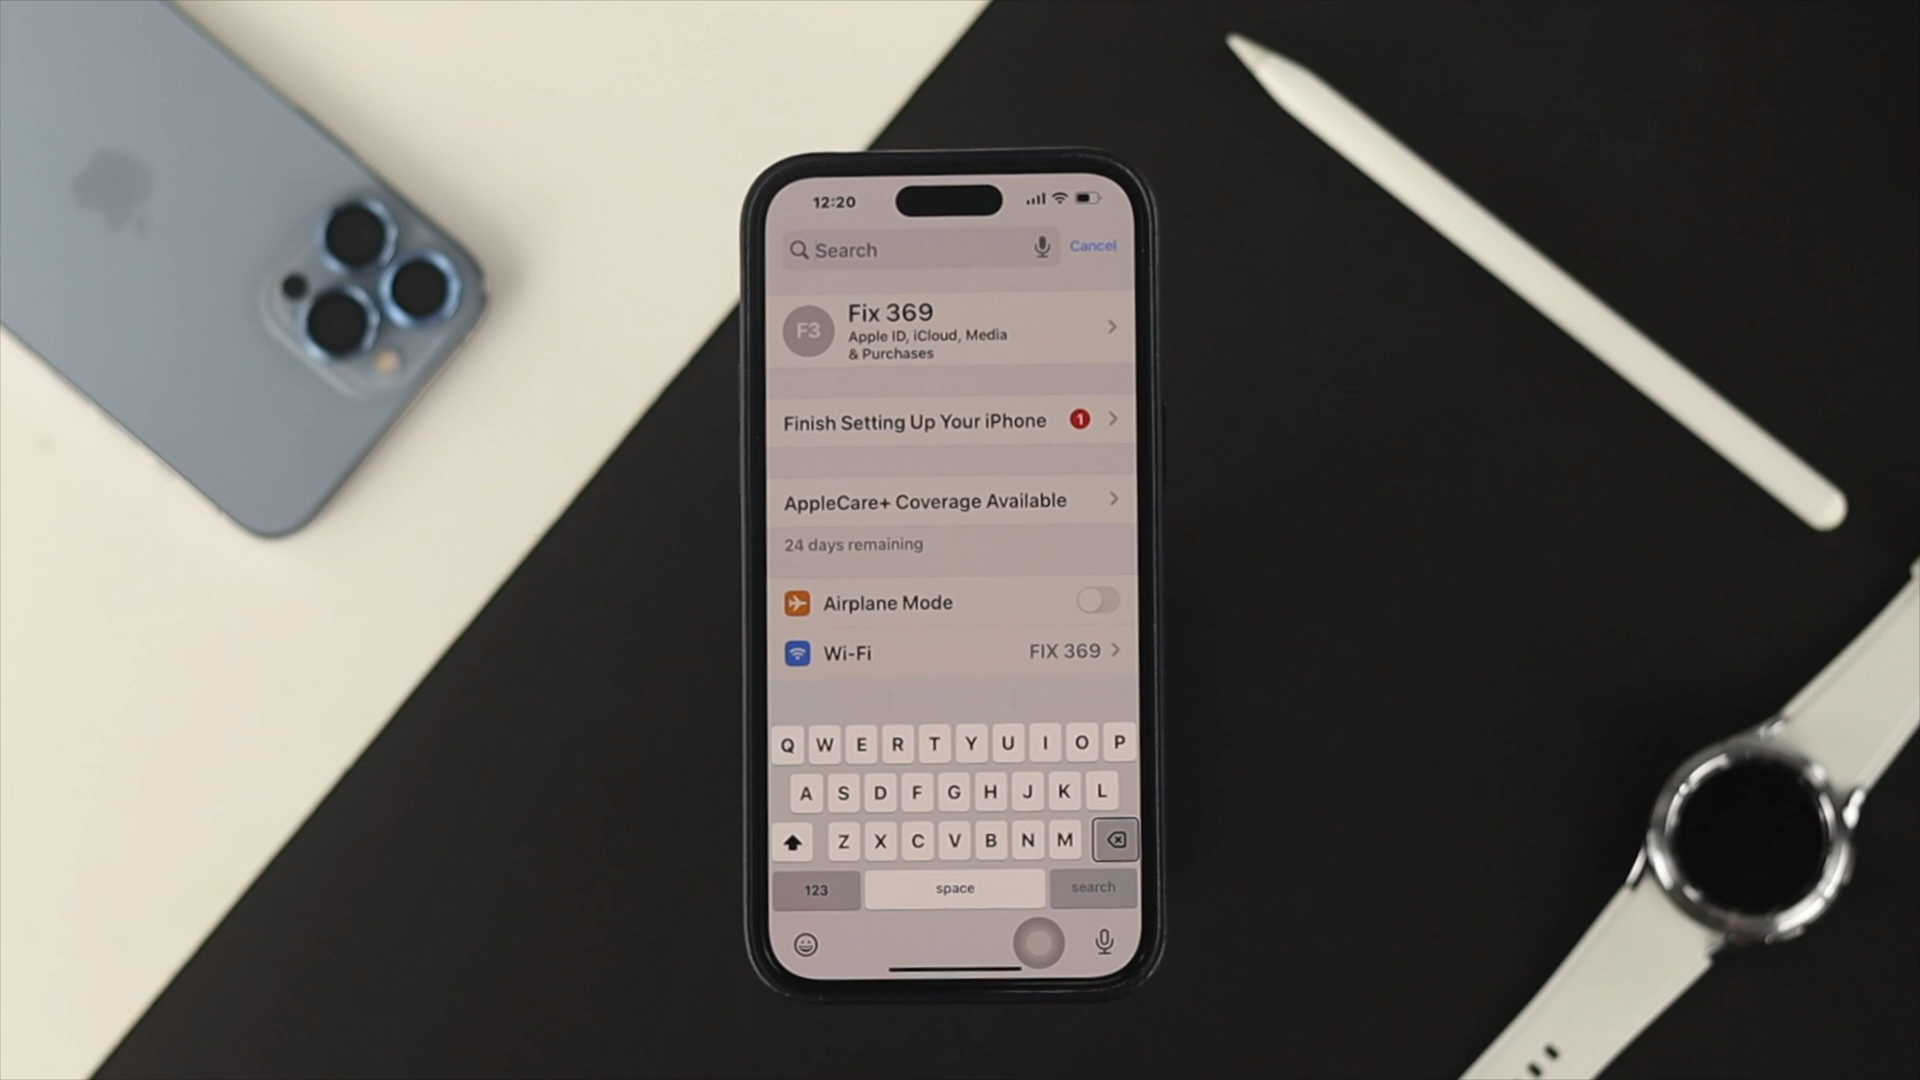 12:20
Search
Cancel
F3
Fix 369
Apple ID, iCloud, Media
& Purchases
Finish Setting Up Your iPhone
1
AppleCare+ Coverage Available
24 days remaining
Airplane Mode
Wi-Fi
FIX 369
Q W E R T Y U I O P
A S D F G H J K L
Z X C V B N M
123
space
search